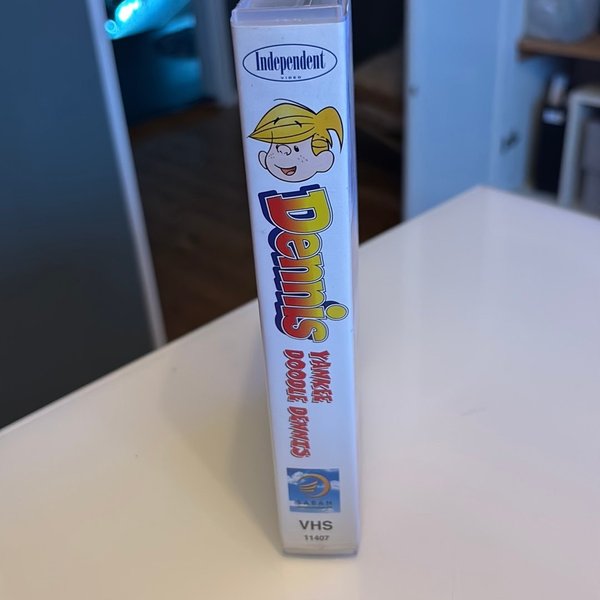 Independent
VIDEO
Dennis
YANKEE
DOODLE DENNIS
SABAN
VHS
11407